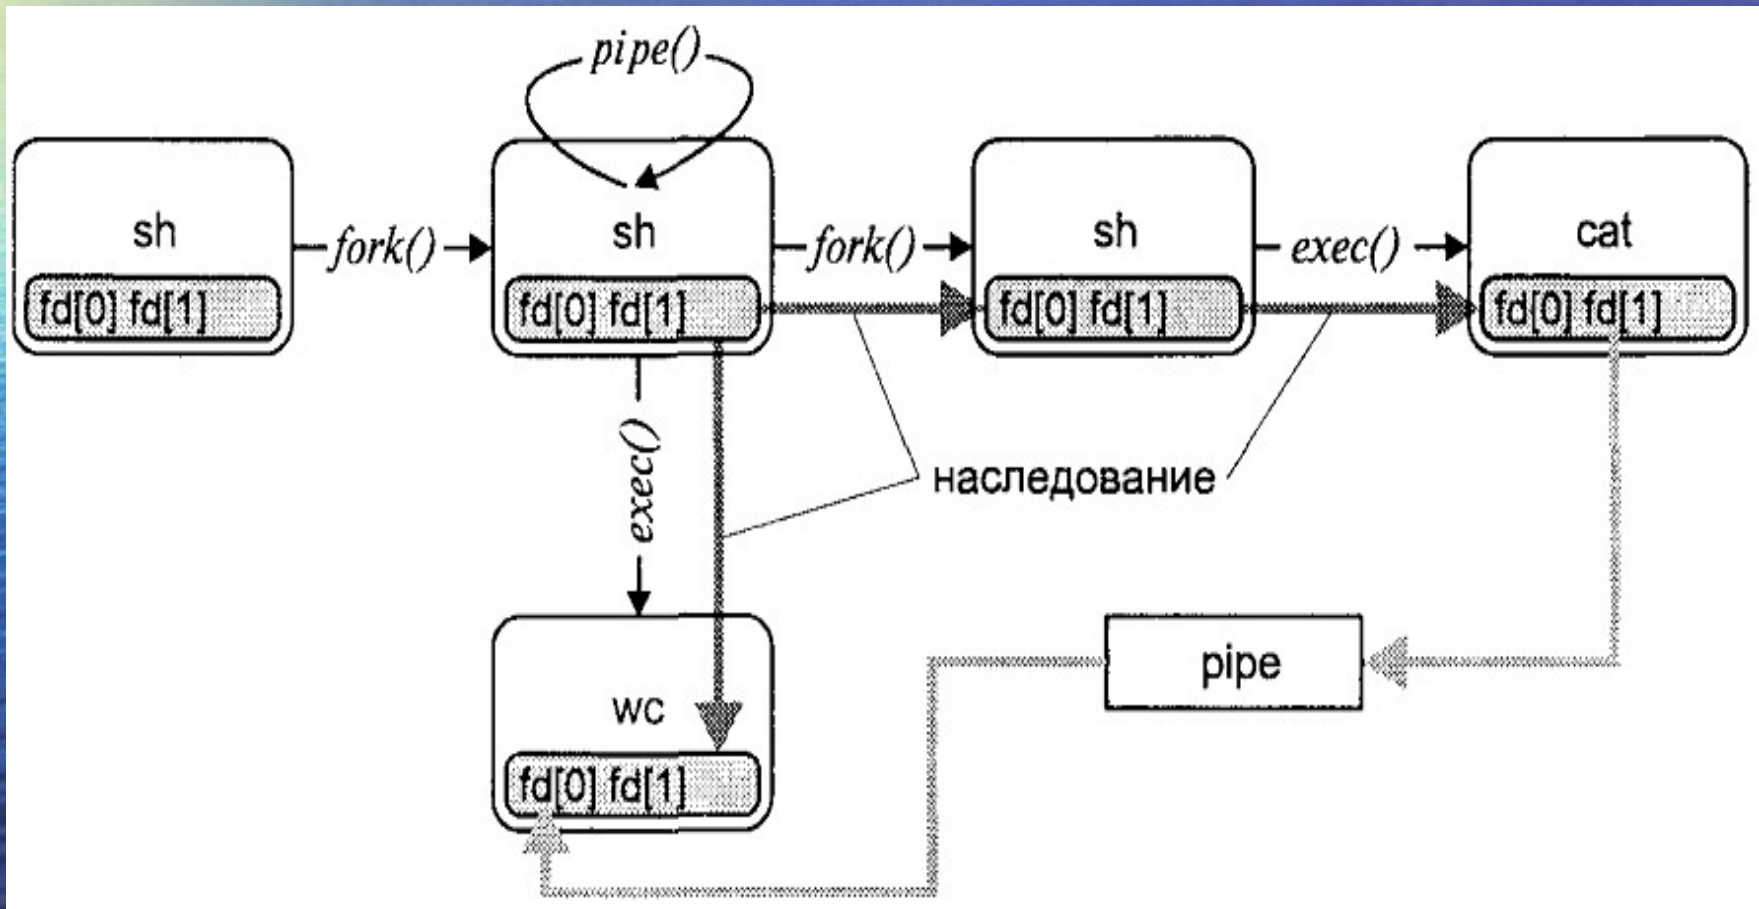 pipe()
sh
fork()
sh
fork()
sh
exec()
cat
fd[0] fd[1]
fd[0] fd[1]
fd[0] fd[1]
fd[0] fd[1]
exec()
наследование
wc
pipe
fd[0] fd[1]